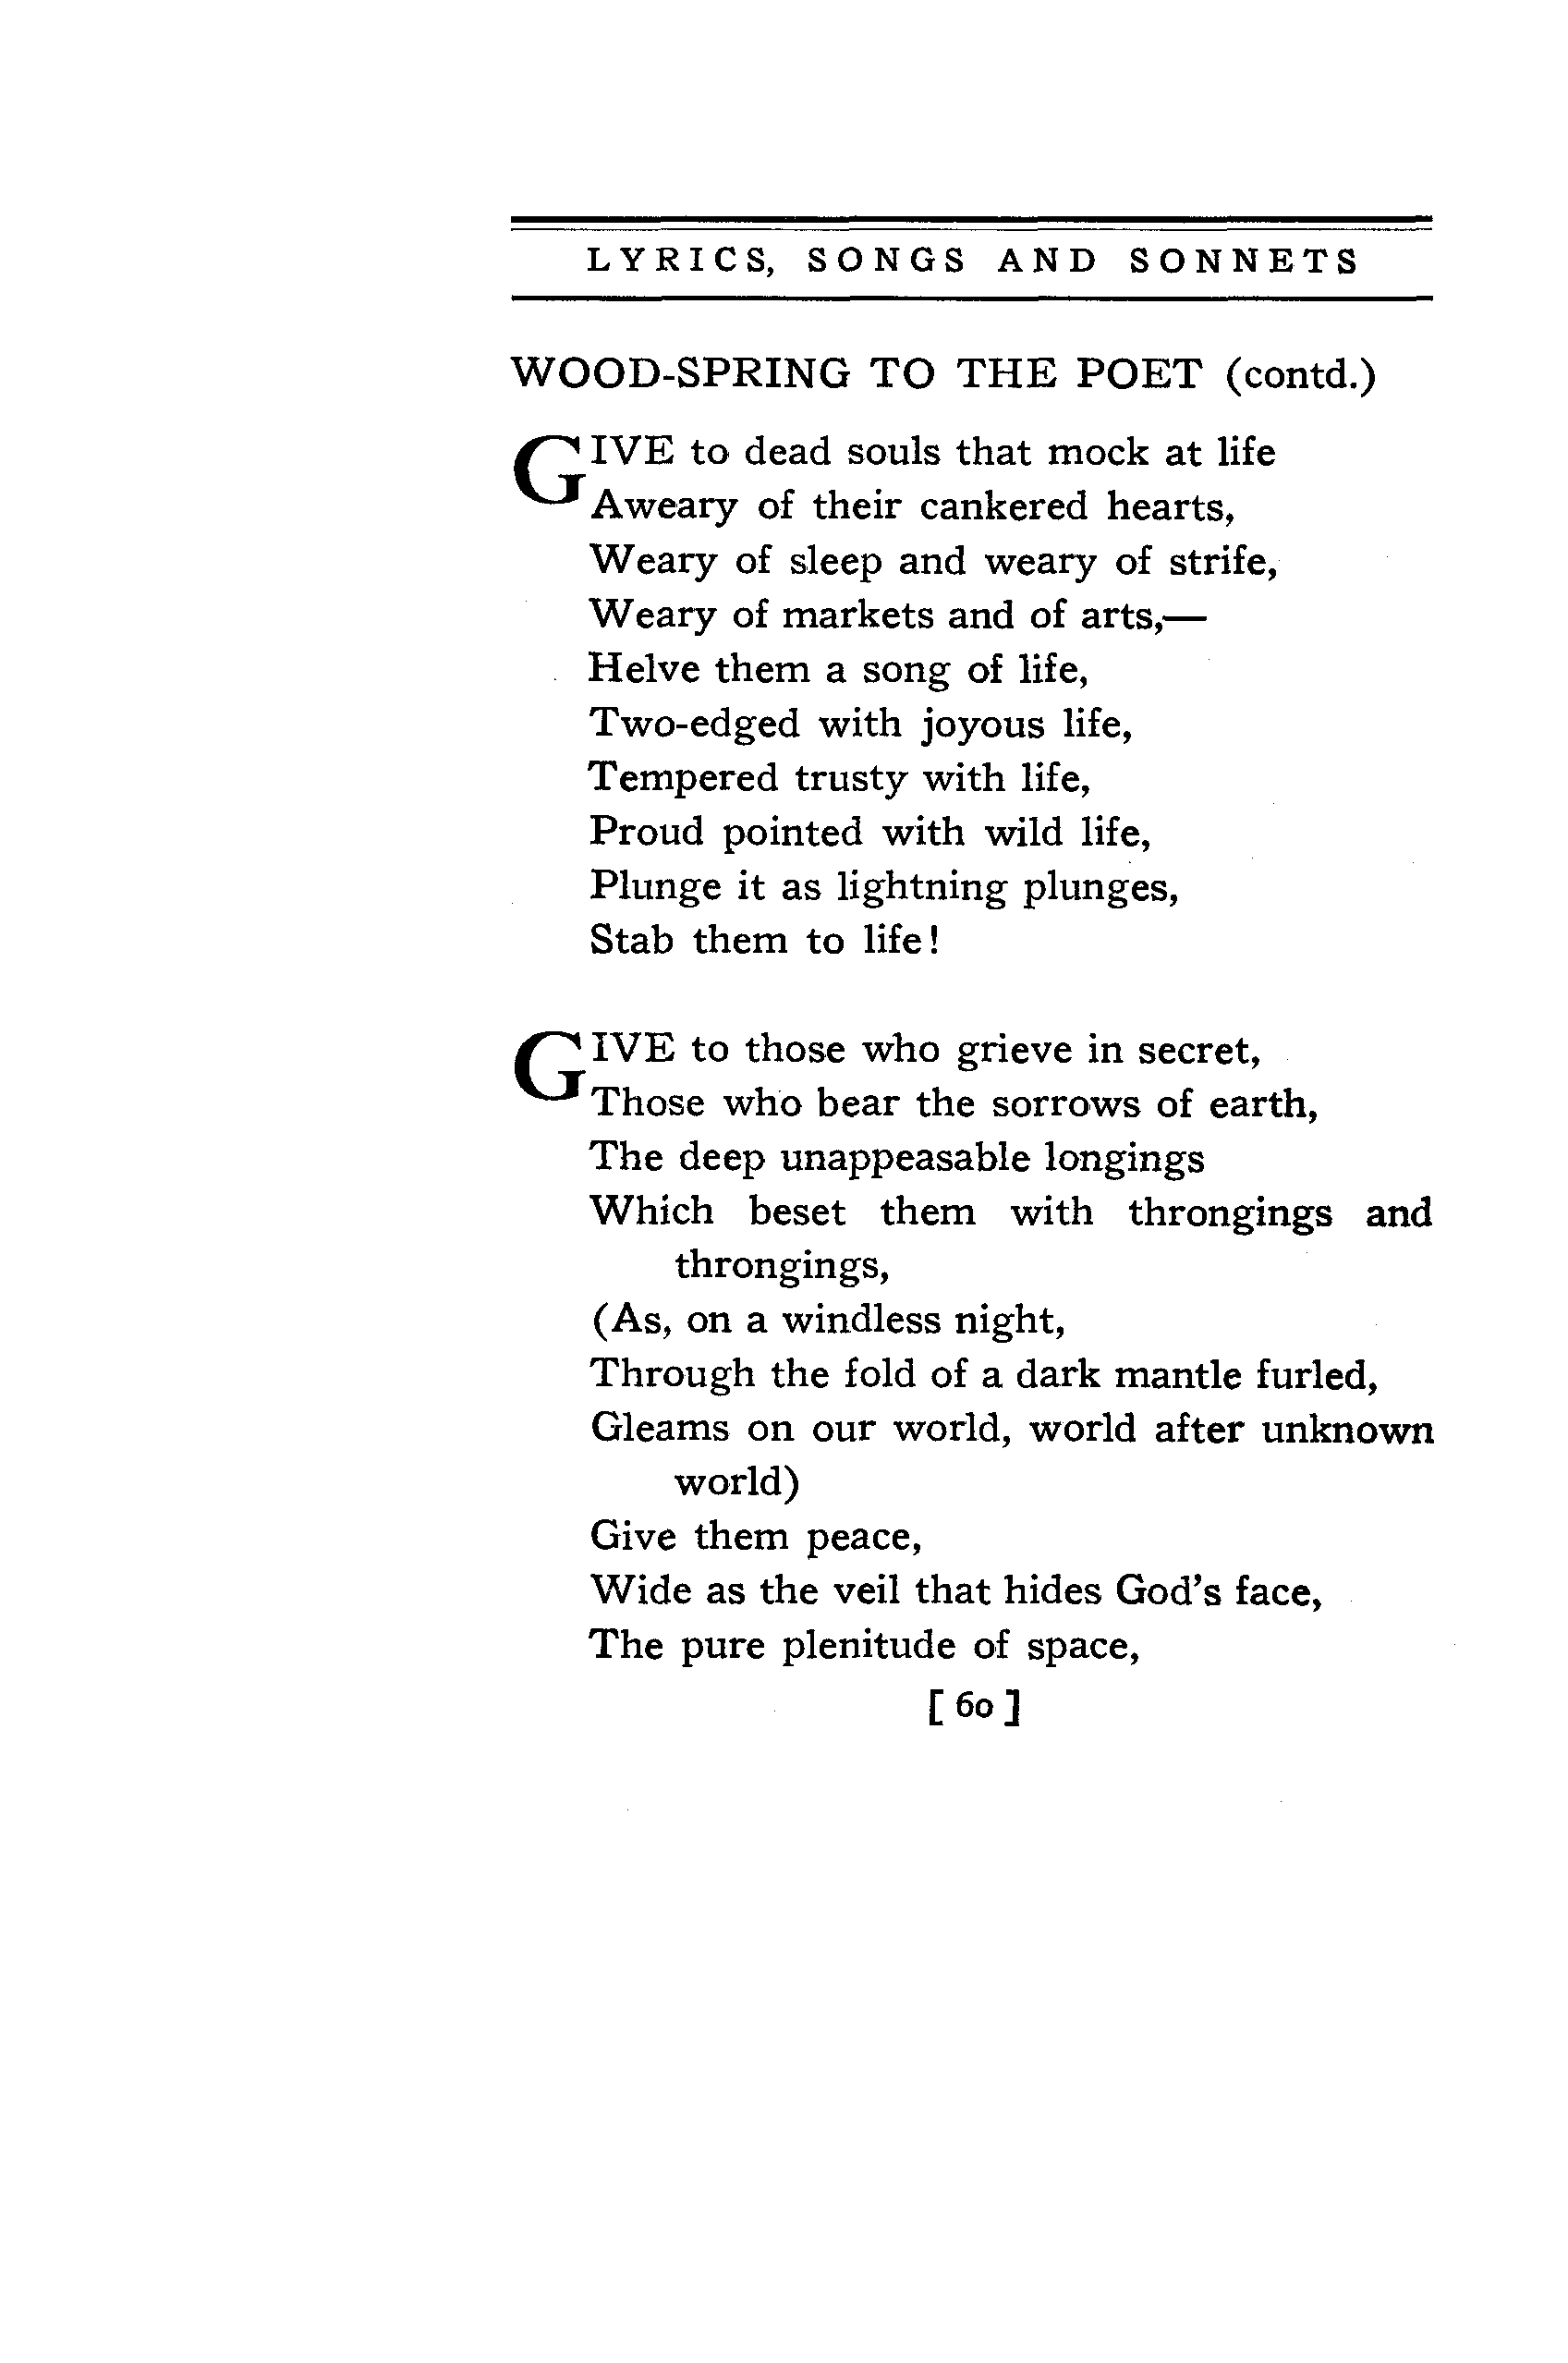 LYRICS, SONGS AND SONNETS
WOOD-SPRING TO THE POET (contd.)
GIVE to dead souls that mock at life
Aweary of their cankered hearts,
Weary of sleep and weary of strife,
Weary of markets and of arts,—
Helve them a song of life,
Two-edged with joyous life,
Tempered trusty with life,
Proud pointed with wild life,
Plunge it as lightning plunges,
Stab them to life!
GIVE to those who grieve in secret,
Those who bear the sorrows of earth,
The deep unappeasable longings
Which beset them with throngings and
throngings,
(As, on a windless night,
Through the fold of a dark mantle furled,
Gleams on our world, world after unknown
world)
Give them peace,
Wide as the veil that hides God's face,
The pure plenitude of space,
[ 60 ]